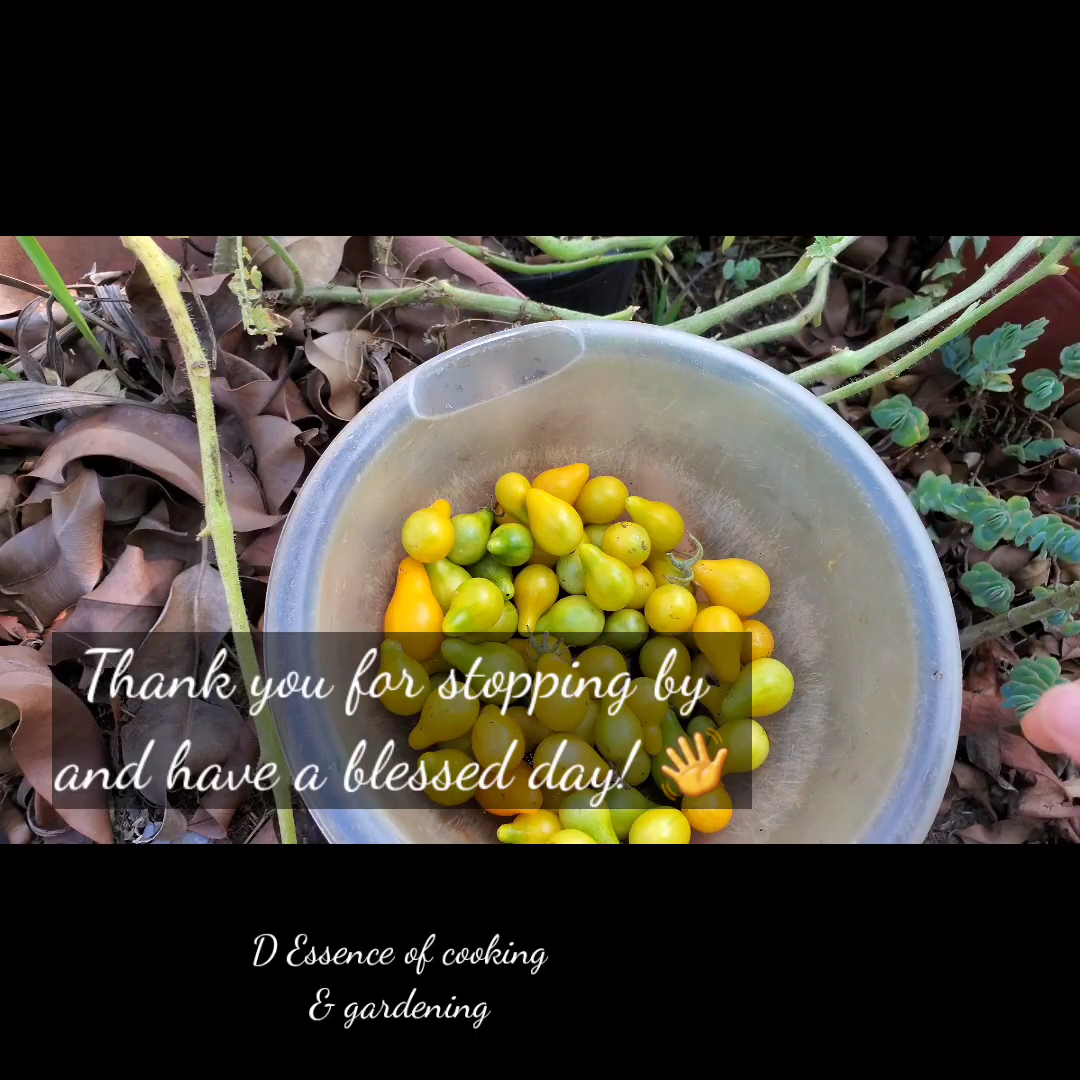 Thank you for stopping by
and have a blessed day! 👋
D Essence of cooking
& gardening